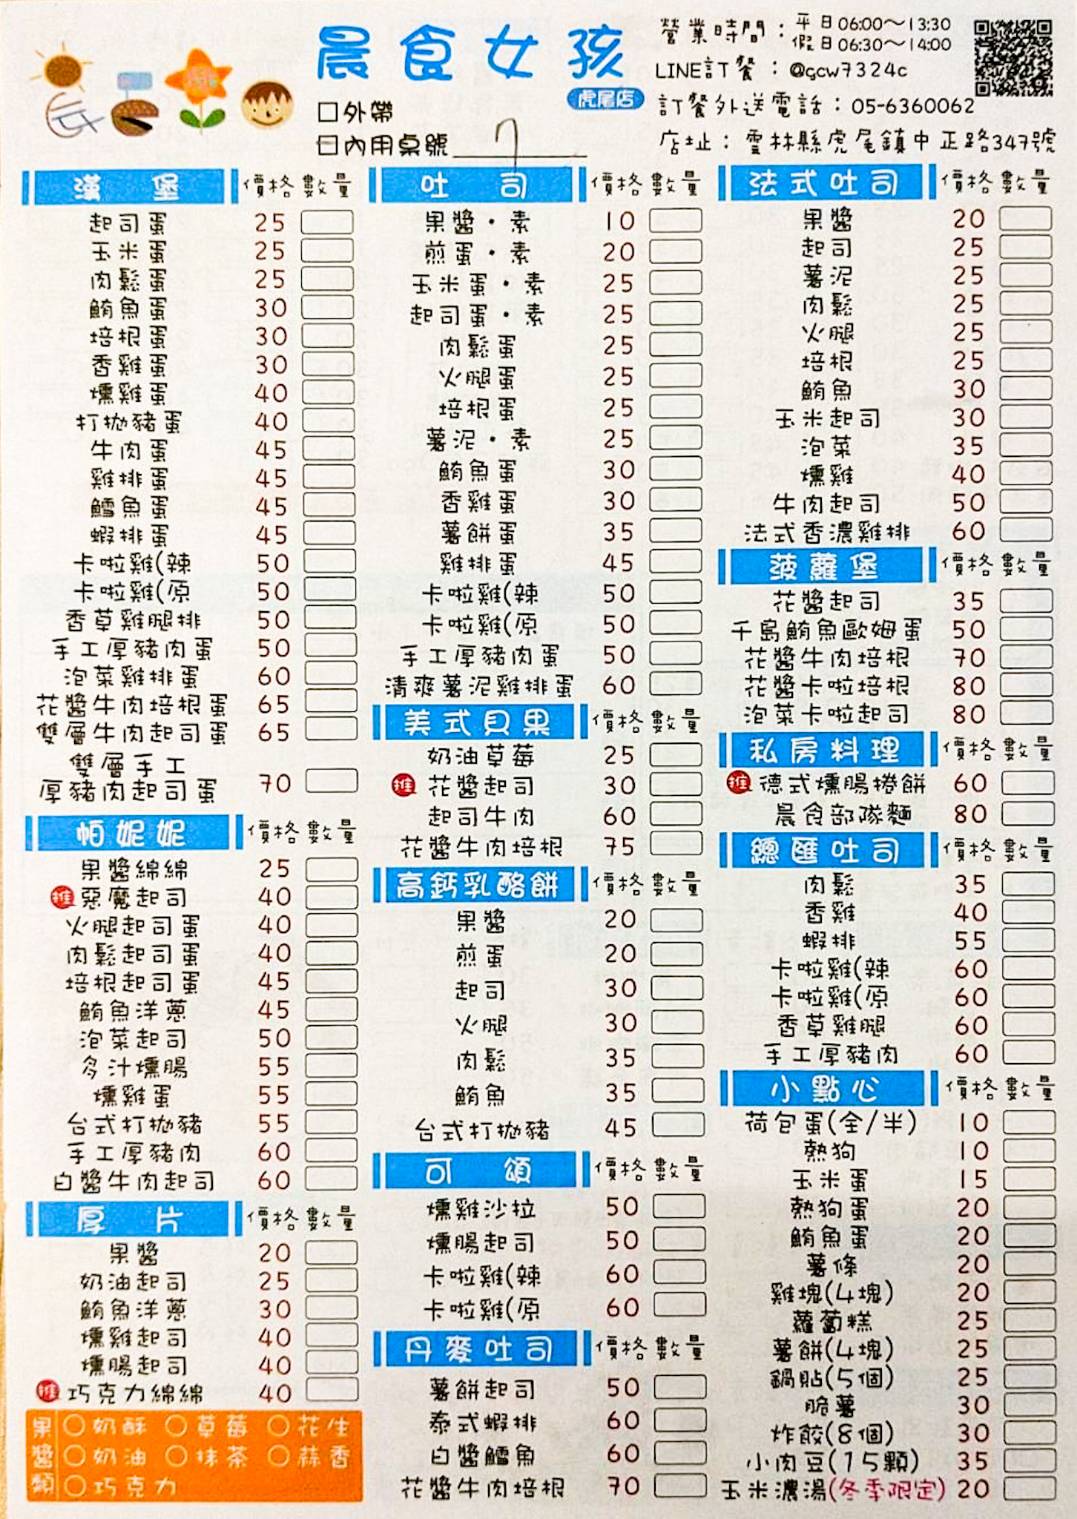 晨食女孩
虎尾店
□外帶
□內用桌號 7
營業時間：平日06:00～13:30
假日06:30～14:00
LINE訂餐：@gcw7324c
訂餐外送電話：05-6360062
店址：雲林縣虎尾鎮中正路347號
漢堡 價格 數量
起司蛋 25
玉米蛋 25
肉鬆蛋 25
鮪魚蛋 30
培根蛋 30
香雞蛋 30
燻雞蛋 40
打拋豬蛋 40
牛肉蛋 45
雞排蛋 45
鱈魚蛋 45
蝦排蛋 45
卡啦雞(辣 50
卡啦雞(原 50
香草雞腿排 50
手工厚豬肉蛋 50
泡菜雞排蛋 60
花醬牛肉培根蛋 65
雙層牛肉起司蛋 65
雙層手工
厚豬肉起司蛋 70
帕妮妮 價格 數量
果醬綿綿 25
推 惡魔起司 40
火腿起司蛋 40
肉鬆起司蛋 40
培根起司蛋 45
鮪魚洋蔥 45
泡菜起司 50
多汁燻腸 55
燻雞蛋 55
台式打拋豬 55
手工厚豬肉 60
白醬牛肉起司 60
厚片 價格 數量
果醬 20
奶油起司 25
鮪魚洋蔥 30
燻雞起司 40
燻腸起司 40
推 巧克力綿綿 40
果醬類
○奶酥 ○草莓 ○花生
○奶油 ○抹茶 ○蒜香
○巧克力
吐司 價格 數量
果醬・素 10
煎蛋・素 20
玉米蛋・素 25
起司蛋・素 25
肉鬆蛋 25
火腿蛋 25
培根蛋 25
薯泥・素 25
鮪魚蛋 30
香雞蛋 30
薯餅蛋 35
雞排蛋 45
卡啦雞(辣 50
卡啦雞(原 50
手工厚豬肉蛋 50
清爽薯泥雞排蛋 60
美式貝果 價格 數量
奶油草莓 25
推 花醬起司 30
起司牛肉 60
花醬牛肉培根 75
高鈣乳酪餅 價格 數量
果醬 20
煎蛋 20
起司 30
火腿 30
肉鬆 35
鮪魚 35
台式打拋豬 45
可頌 價格 數量
燻雞沙拉 50
燻腸起司 50
卡啦雞(辣 60
卡啦雞(原 60
丹麥吐司 價格 數量
薯餅起司 50
泰式蝦排 60
白醬鱈魚 60
花醬牛肉培根 70
法式吐司 價格 數量
果醬 20
起司 25
薯泥 25
肉鬆 25
火腿 25
培根 25
鮪魚 30
玉米起司 30
泡菜 35
燻雞 40
牛肉起司 50
法式香濃雞排 60
菠蘿堡 價格 數量
花醬起司 35
千島鮪魚歐姆蛋 50
花醬牛肉培根 70
花醬卡啦培根 80
泡菜卡啦起司 80
私房料理 價格 數量
推 德式燻腸捲餅 60
晨食部隊麵 80
總匯吐司 價格 數量
肉鬆 35
香雞 40
蝦排 55
卡啦雞(辣 60
卡啦雞(原 60
香草雞腿 60
手工厚豬肉 60
小點心 價格 數量
荷包蛋(全/半) 10
熱狗 10
玉米蛋 15
熱狗蛋 20
鮪魚蛋 20
薯條 20
雞塊(4塊) 20
蘿蔔糕 25
薯餅(4塊) 25
鍋貼(5個) 25
脆薯 30
炸餃(8個) 30
小肉豆(15顆) 35
玉米濃湯(冬季限定) 20